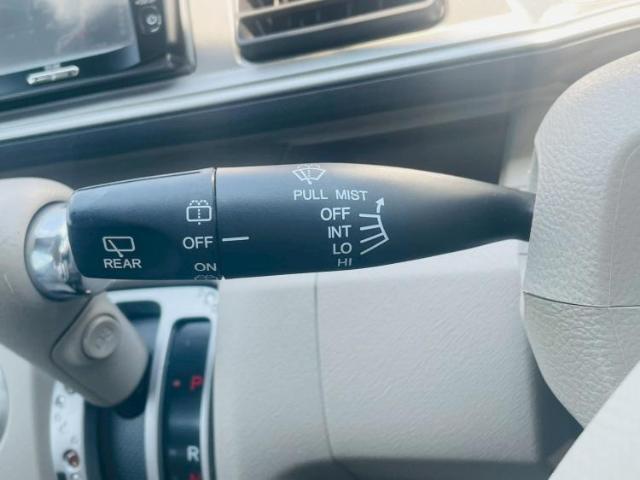 PULL MIST
OFF
INT
LO
HI
OFF
REAR
ON
P
R